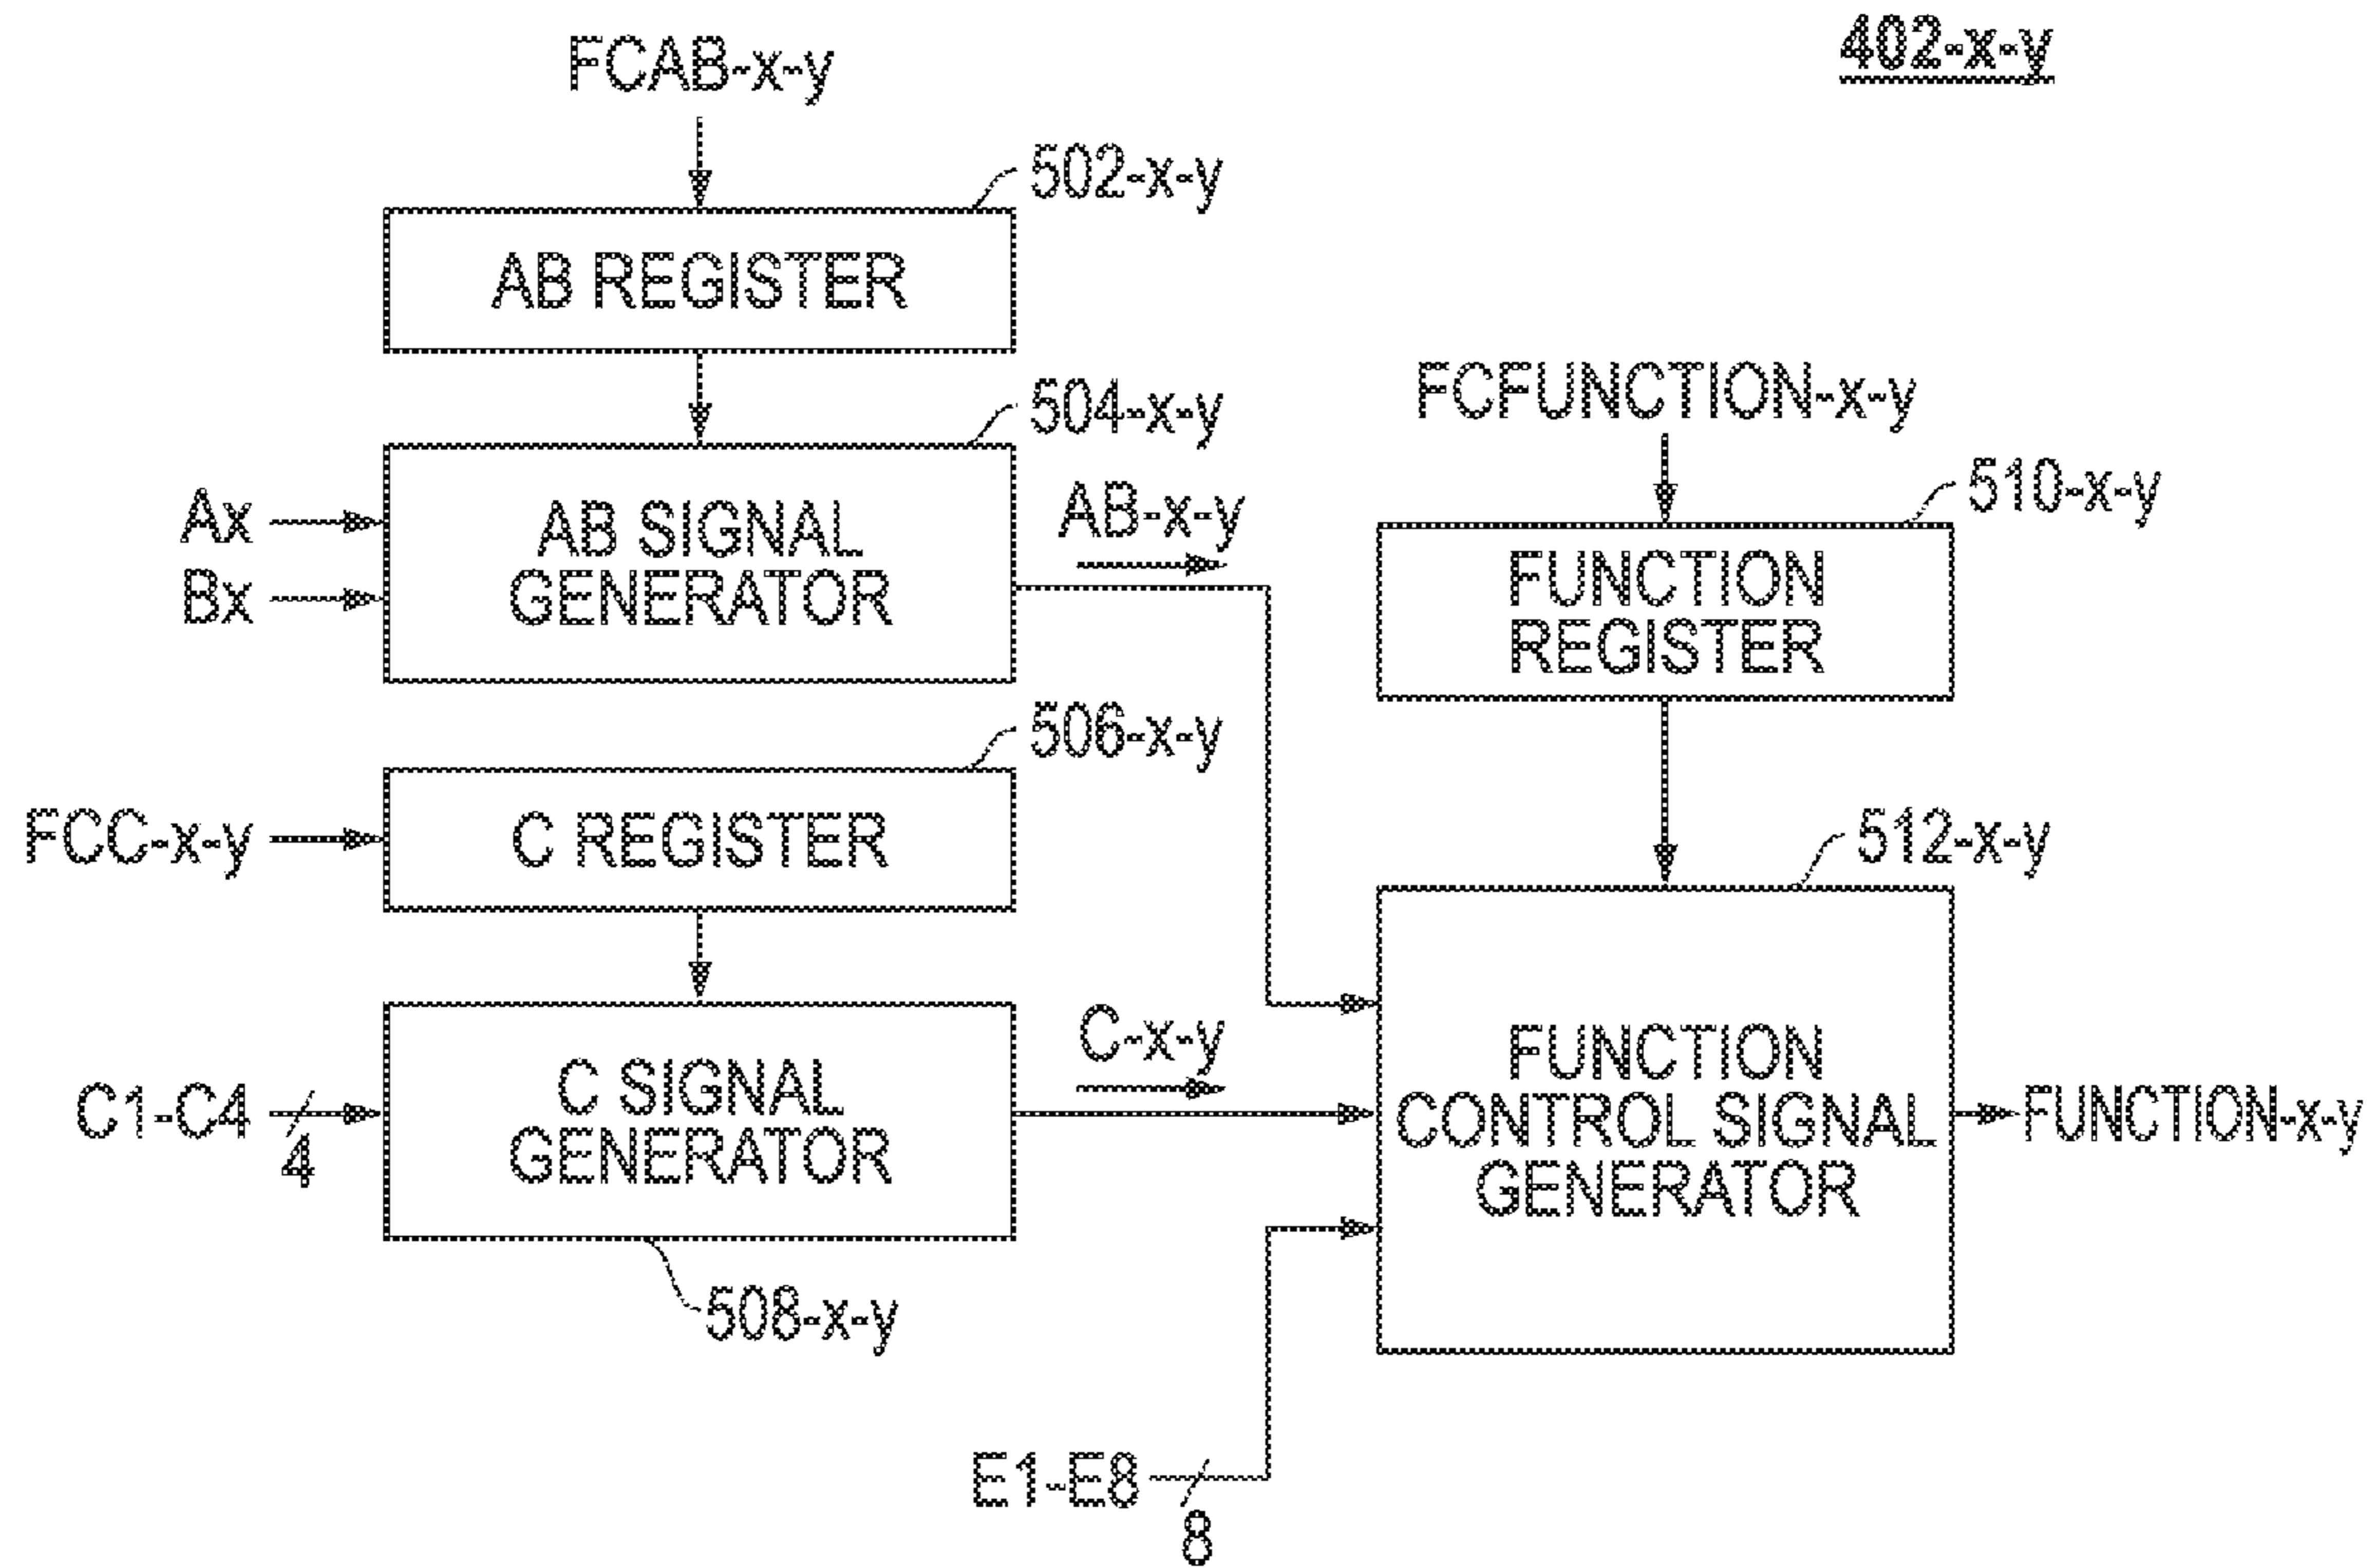 402-x-y
FCAB-x-y
502-x-y
AB REGISTER
504-x-y
FCFUNCTION-x-y
Ax
Bx
AB SIGNAL
GENERATOR
AB-x-y
510-x-y
FUNCTION
REGISTER
506-x-y
FCC-x-y
C REGISTER
512-x-y
C1-C4
4
C SIGNAL
GENERATOR
C-x-y
FUNCTION
CONTROL SIGNAL
GENERATOR
FUNCTION-x-y
508-x-y
E1-E8
8